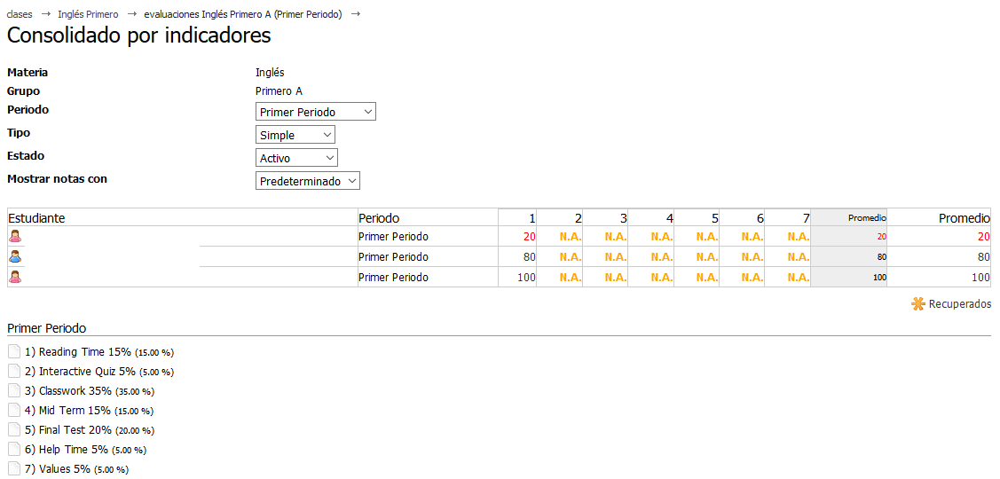 clases → Inglés Primero → evaluaciones Inglés Primero A (Primer Periodo) →
Consolidado por indicadores
Materia Inglés
Grupo Primero A
Periodo Primer Periodo
Tipo Simple
Estado Activo
Mostrar notas con Predeterminado
Estudiante Periodo 1 2 3 4 5 6 7 Promedio Promedio
Primer Periodo 20 N.A. N.A. N.A. N.A. N.A. N.A. 20 20
Primer Periodo 80 N.A. N.A. N.A. N.A. N.A. N.A. 80 80
Primer Periodo 100 N.A. N.A. N.A. N.A. N.A. N.A. 100 100
Recuperados
Primer Periodo
1) Reading Time 15% (15.00 %)
2) Interactive Quiz 5% (5.00 %)
3) Classwork 35% (35.00 %)
4) Mid Term 15% (15.00 %)
5) Final Test 20% (20.00 %)
6) Help Time 5% (5.00 %)
7) Values 5% (5.00 %)